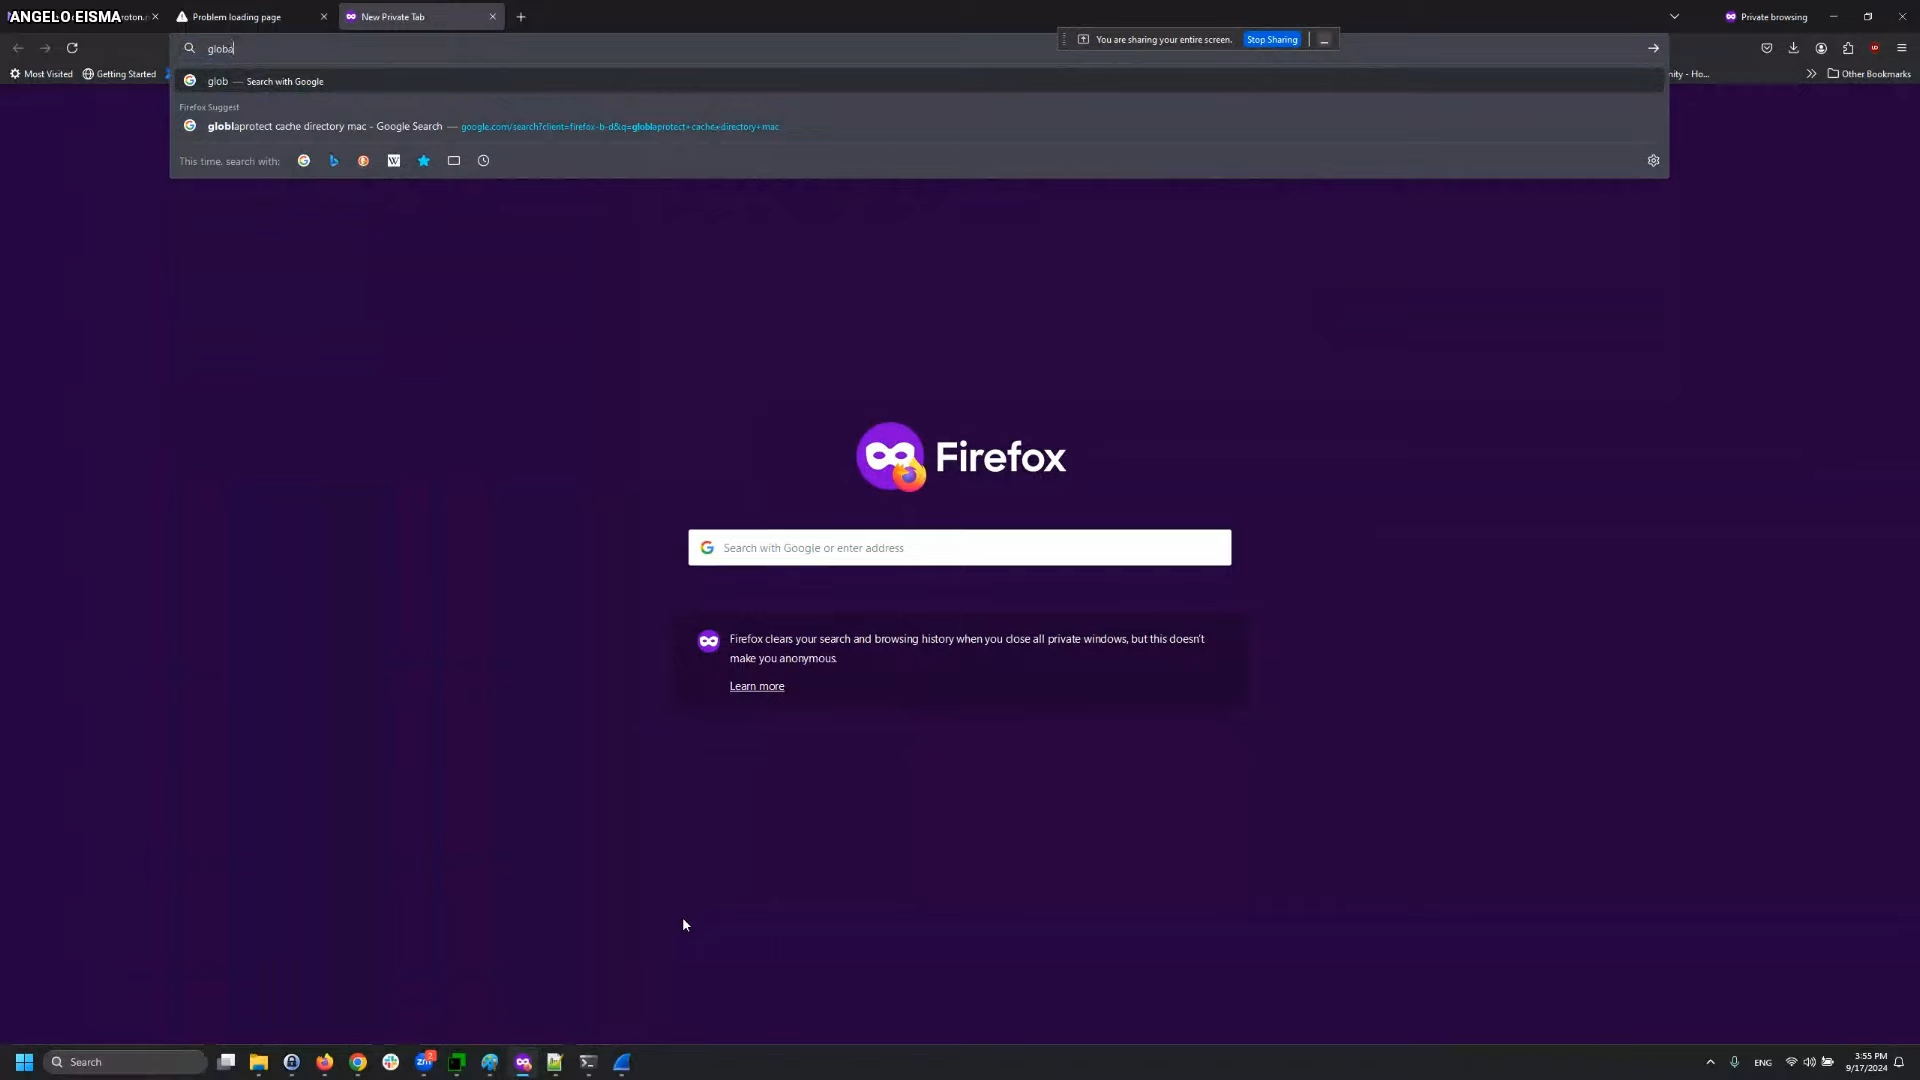 ANGELO EISMA
roton.
Problem loading page
New Private Tab
Private browsing
globa
You are sharing your entire screen.
Stop Sharing
Most Visited
Getting Started
nity - Ho...
Other Bookmarks
glob — Search with Google
Firefox Suggest
globlaprotect cache directory mac - Google Search — google.com/search?client=firefox-b-d&q=globlaprotect+cache+directory+mac
This time, search with:
Firefox
Search with Google or enter address
Firefox clears your search and browsing history when you close all private windows, but this doesn't
make you anonymous.
Learn more
Search
ENG
3:55 PM
9/17/2024